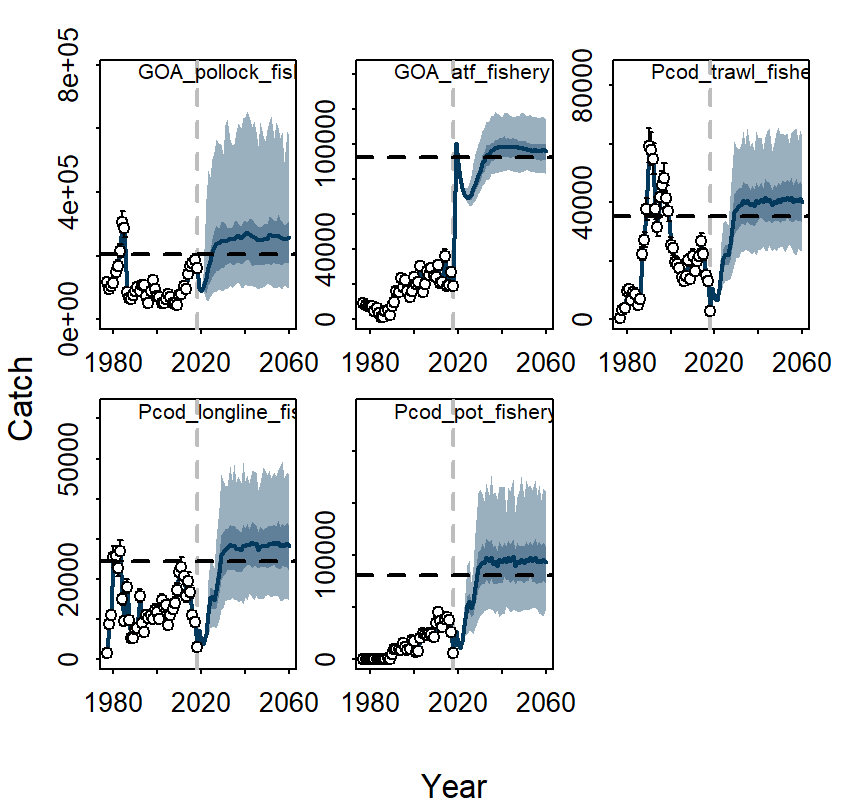 GOA_pollock_fisl
GOA_atf_fishery
Pcod_trawl_fishe
8e+05
4e+05
0e+00
100000
40000
0
80000
40000
0
1980 2020 2060
1980 2020 2060
1980 2020 2060
Catch
Pcod_longline_fis
Pcod_pot_fishery
50000
20000
0
100000
0
1980 2020 2060
1980 2020 2060
Year